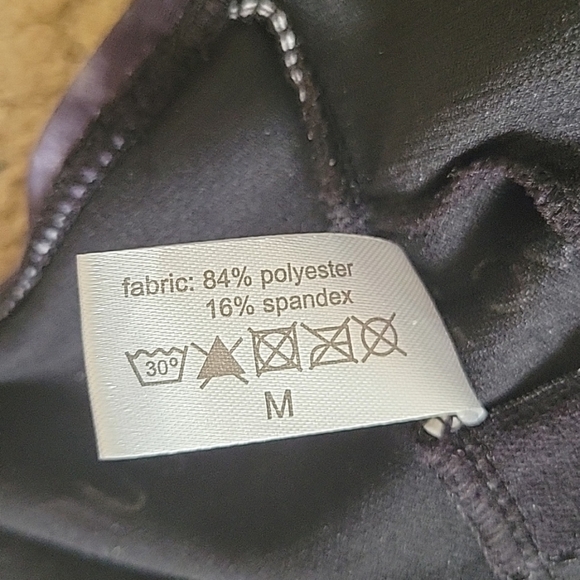 fabric: 84% polyester
16% spandex
30°
M